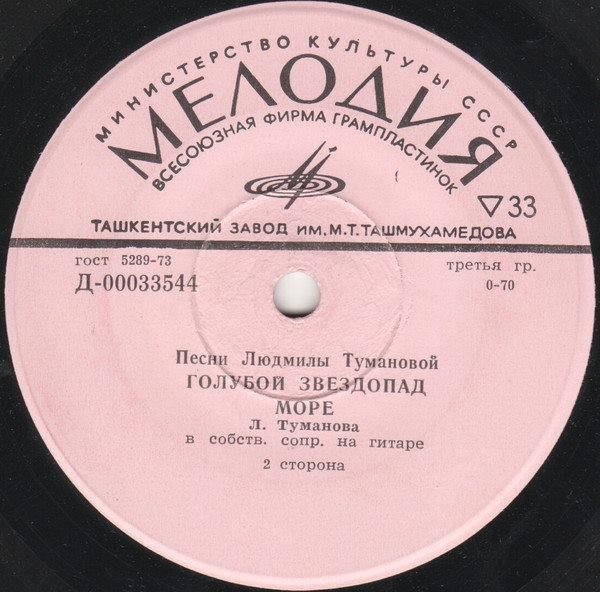 МИНИСТЕРСТВО КУЛЬТУРЫ СССР
МЕЛОДИЯ
ВСЕСОЮЗНАЯ ФИРМА ГРАМПЛАСТИНОК
▽33
ТАШКЕНТСКИЙ ЗАВОД ИМ. М.Т. ТАШМУХАМЕДОВА
гост 5289-73
третья гр.
Д-00033544
0-70
Песни Людмилы Тумановой
ГОЛУБОЙ ЗВЕЗДОПАД
МОРЕ
Л. Туманова
в собств. сопр. на гитаре
2 сторона